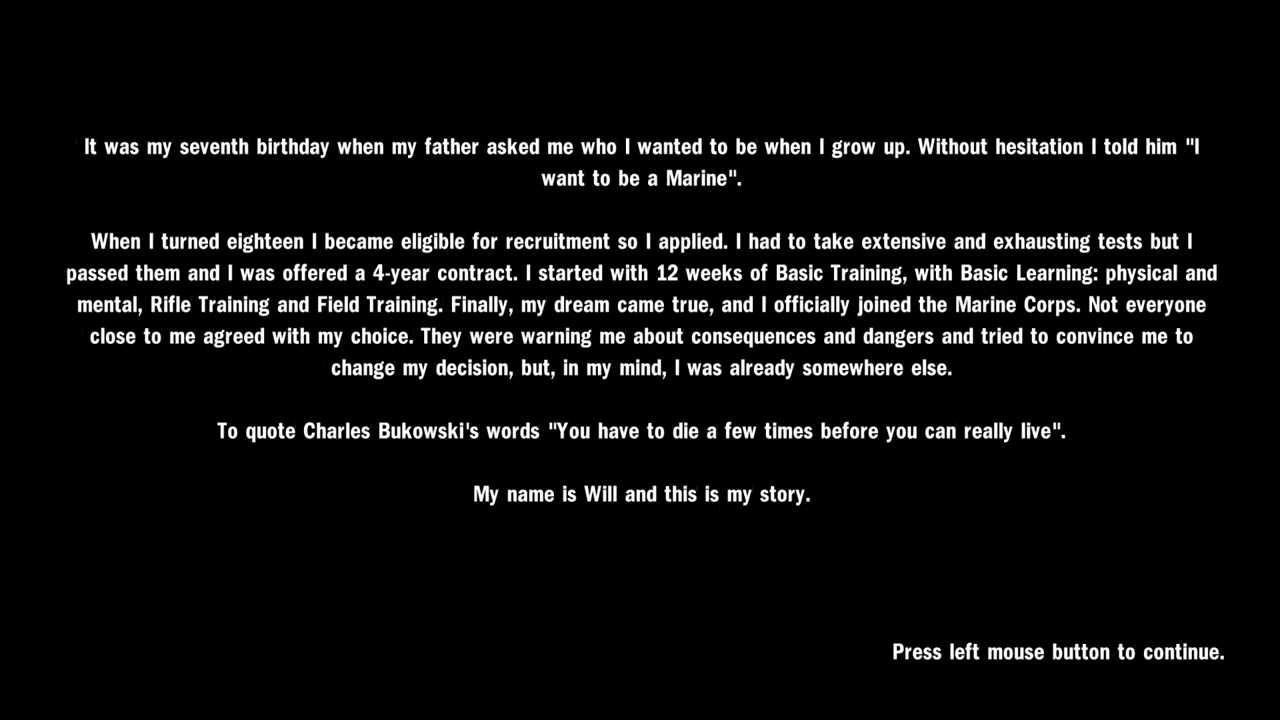 It was my seventh birthday when my father asked me who I wanted to be when I grow up. Without hesitation I told him "I
want to be a Marine".
When I turned eighteen I became eligible for recruitment so I applied. I had to take extensive and exhausting tests but I
passed them and I was offered a 4-year contract. I started with 12 weeks of Basic Training, with Basic Learning: physical and
mental, Rifle Training and Field Training. Finally, my dream came true, and I officially joined the Marine Corps. Not everyone
close to me agreed with my choice. They were warning me about consequences and dangers and tried to convince me to
change my decision, but, in my mind, I was already somewhere else.
To quote Charles Bukowski's words "You have to die a few times before you can really live".
My name is Will and this is my story.
Press left mouse button to continue.